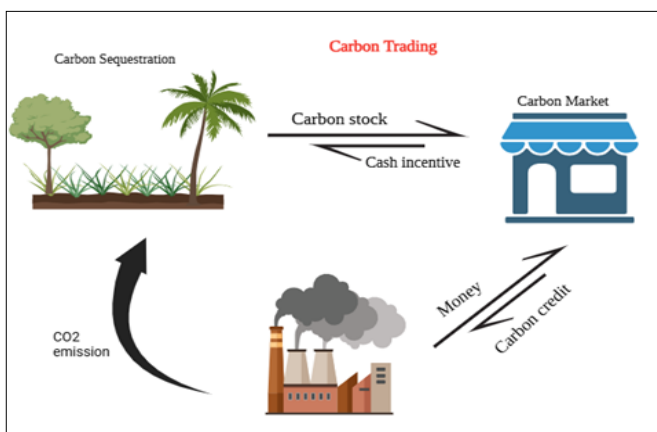 Carbon Trading
Carbon Sequestration
Carbon Market
Carbon stock
Cash incentive
CO2
emission
Money
Carbon credit